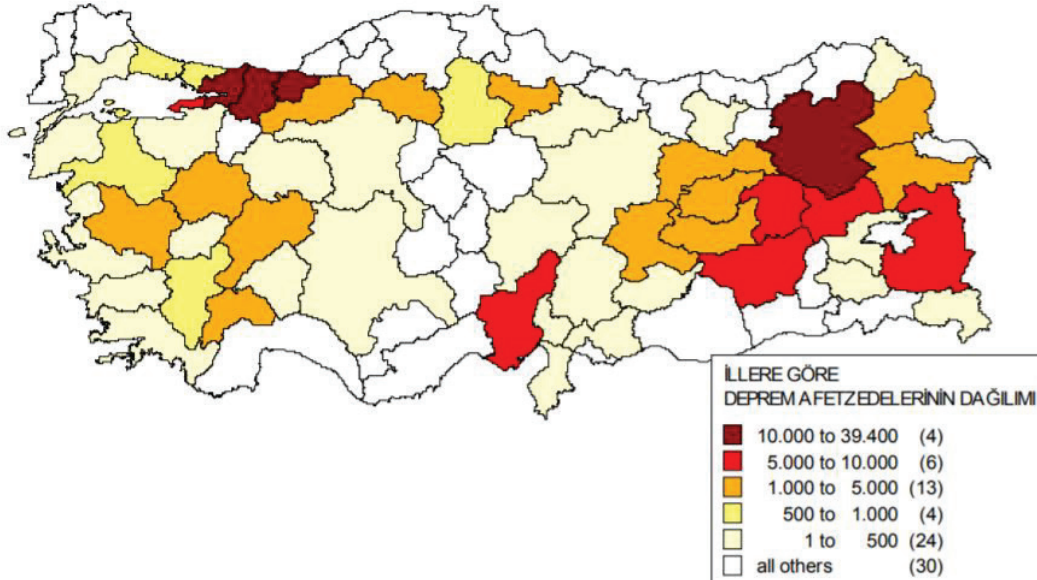 İLLERE GÖRE
DEPREM AFETZEDELERİNİN DAĞILIMI
10.000 to 39.400 (4)
5.000 to 10.000 (6)
1.000 to 5.000 (13)
500 to 1.000 (4)
1 to 500 (24)
all others (30)